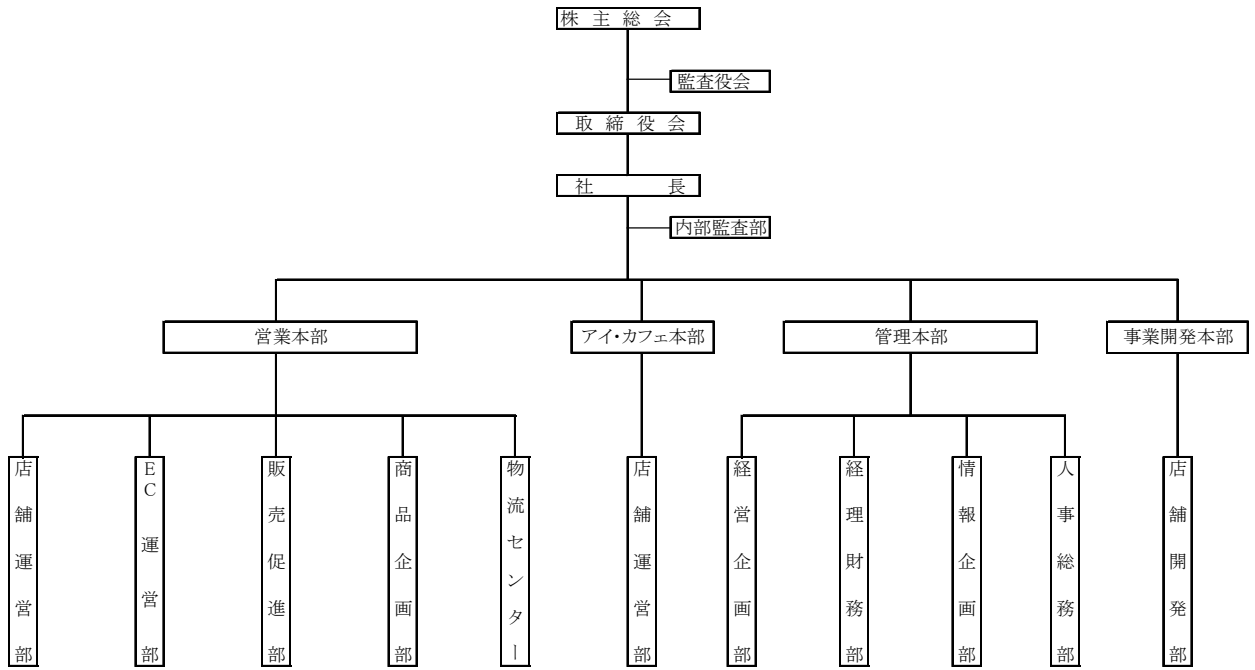 株主総会
監査役会
取締役会
社長
内部監査部
営業本部
アイ・カフェ本部
管理本部
事業開発本部
店舗運営部
EC運営部
販売促進部
商品企画部
物流センター
店舗運営部
経営企画部
経理財務部
情報企画部
人事総務部
店舗開発部